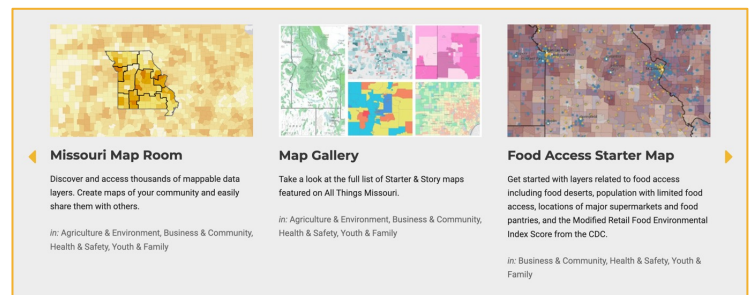 Missouri Map Room
Discover and access thousands of mappable data
layers. Create maps of your community and easily
share them with others.
in: Agriculture & Environment, Business & Community,
Health & Safety, Youth & Family
Map Gallery
Take a look at the full list of Starter & Story maps
featured on All Things Missouri.
in: Agriculture & Environment, Business & Community,
Health & Safety, Youth & Family
Food Access Starter Map
Get started with layers related to food access
including food deserts, population with limited food
access, locations of major supermarkets and food
pantries, and the Modified Retail Food Environmental
Index Score from the CDC.
in: Business & Community, Health & Safety, Youth &
Family